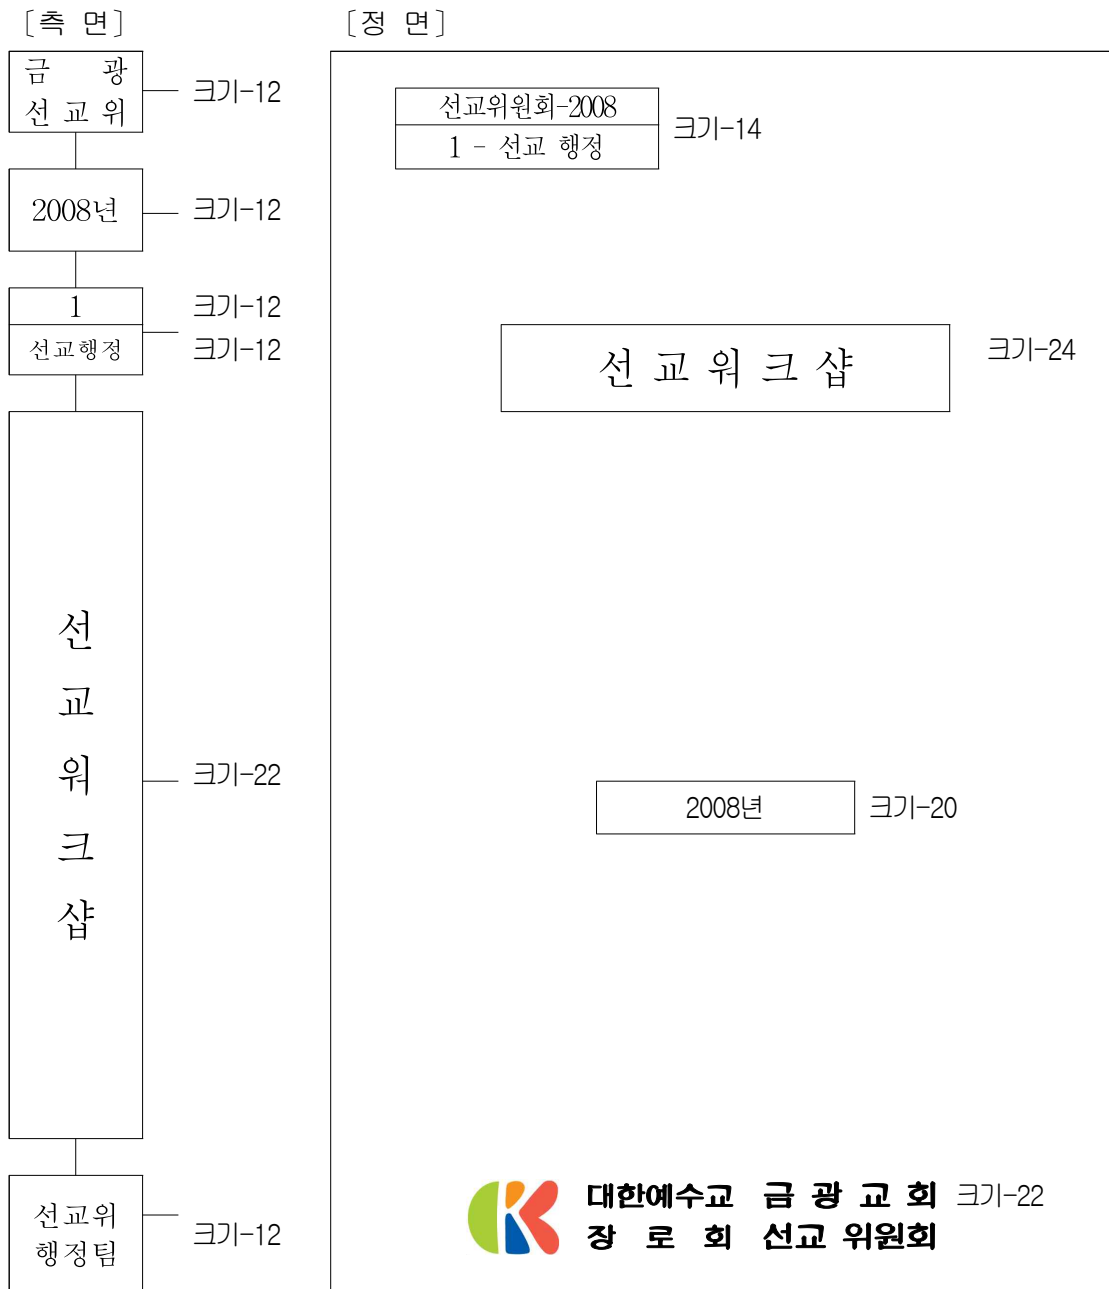 [측 면]
금 광
선 교 위
크기-12
2008년
크기-12
1
크기-12
선교행정
크기-12
선
교
워
크
샵
크기-22
선교위
행정팀
크기-12
[정 면]
선교위원회-2008
1 - 선교 행정
크기-14
선 교 워 크 샵
크기-24
2008년
크기-20
대한예수교 금 광 교 회 크기-22
장 로 회 선교 위원회